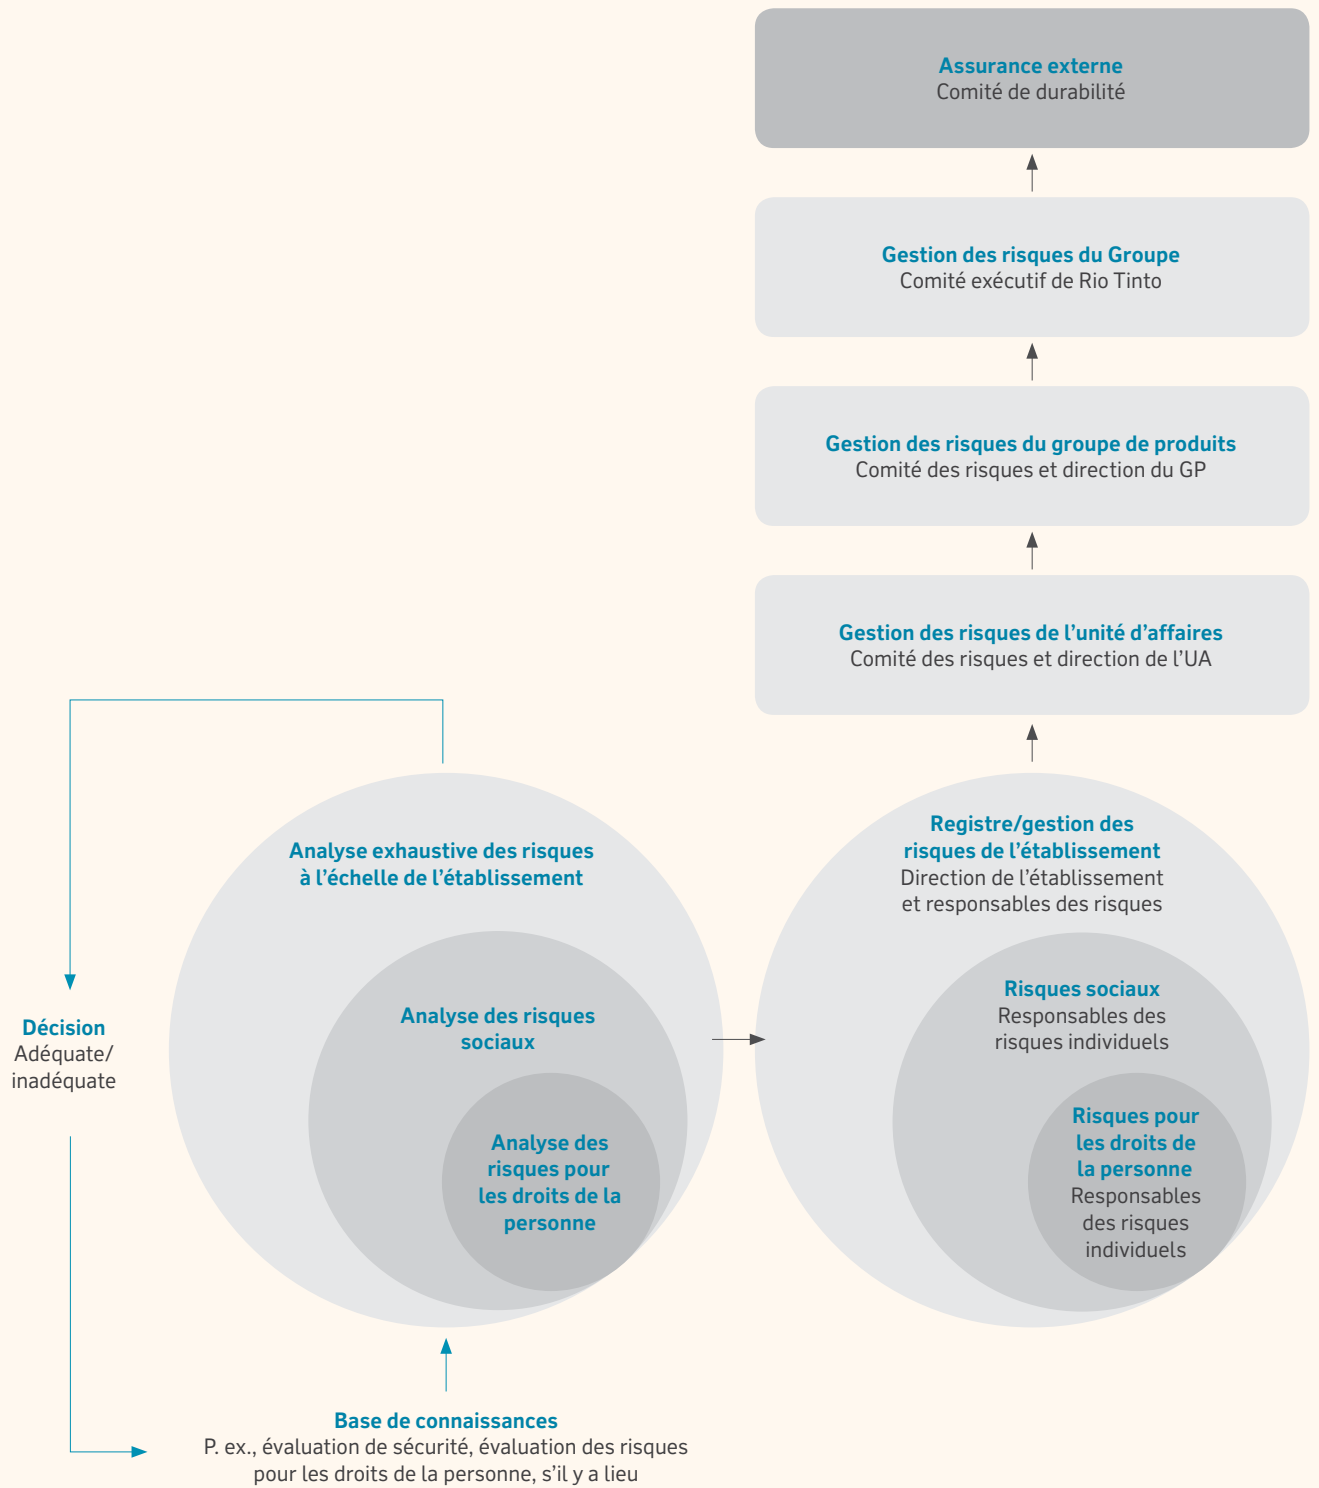 Assurance externe
Comité de durabilité
Gestion des risques du Groupe
Comité exécutif de Rio Tinto
Gestion des risques du groupe de produits
Comité des risques et direction du GP
Gestion des risques de l’unité d’affaires
Comité des risques et direction de l’UA
Analyse exhaustive des risques
à l’échelle de l’établissement
Analyse des risques
sociaux
Analyse des
risques pour
les droits de la
personne
Registre/gestion des
risques de l’établissement
Direction de l’établissement
et responsables des risques
Risques sociaux
Responsables des
risques individuels
Risques pour
les droits de
la personne
Responsables
des risques
individuels
Décision
Adéquate/
inadéquate
Base de connaissances
P. ex., évaluation de sécurité, évaluation des risques
pour les droits de la personne, s’il y a lieu